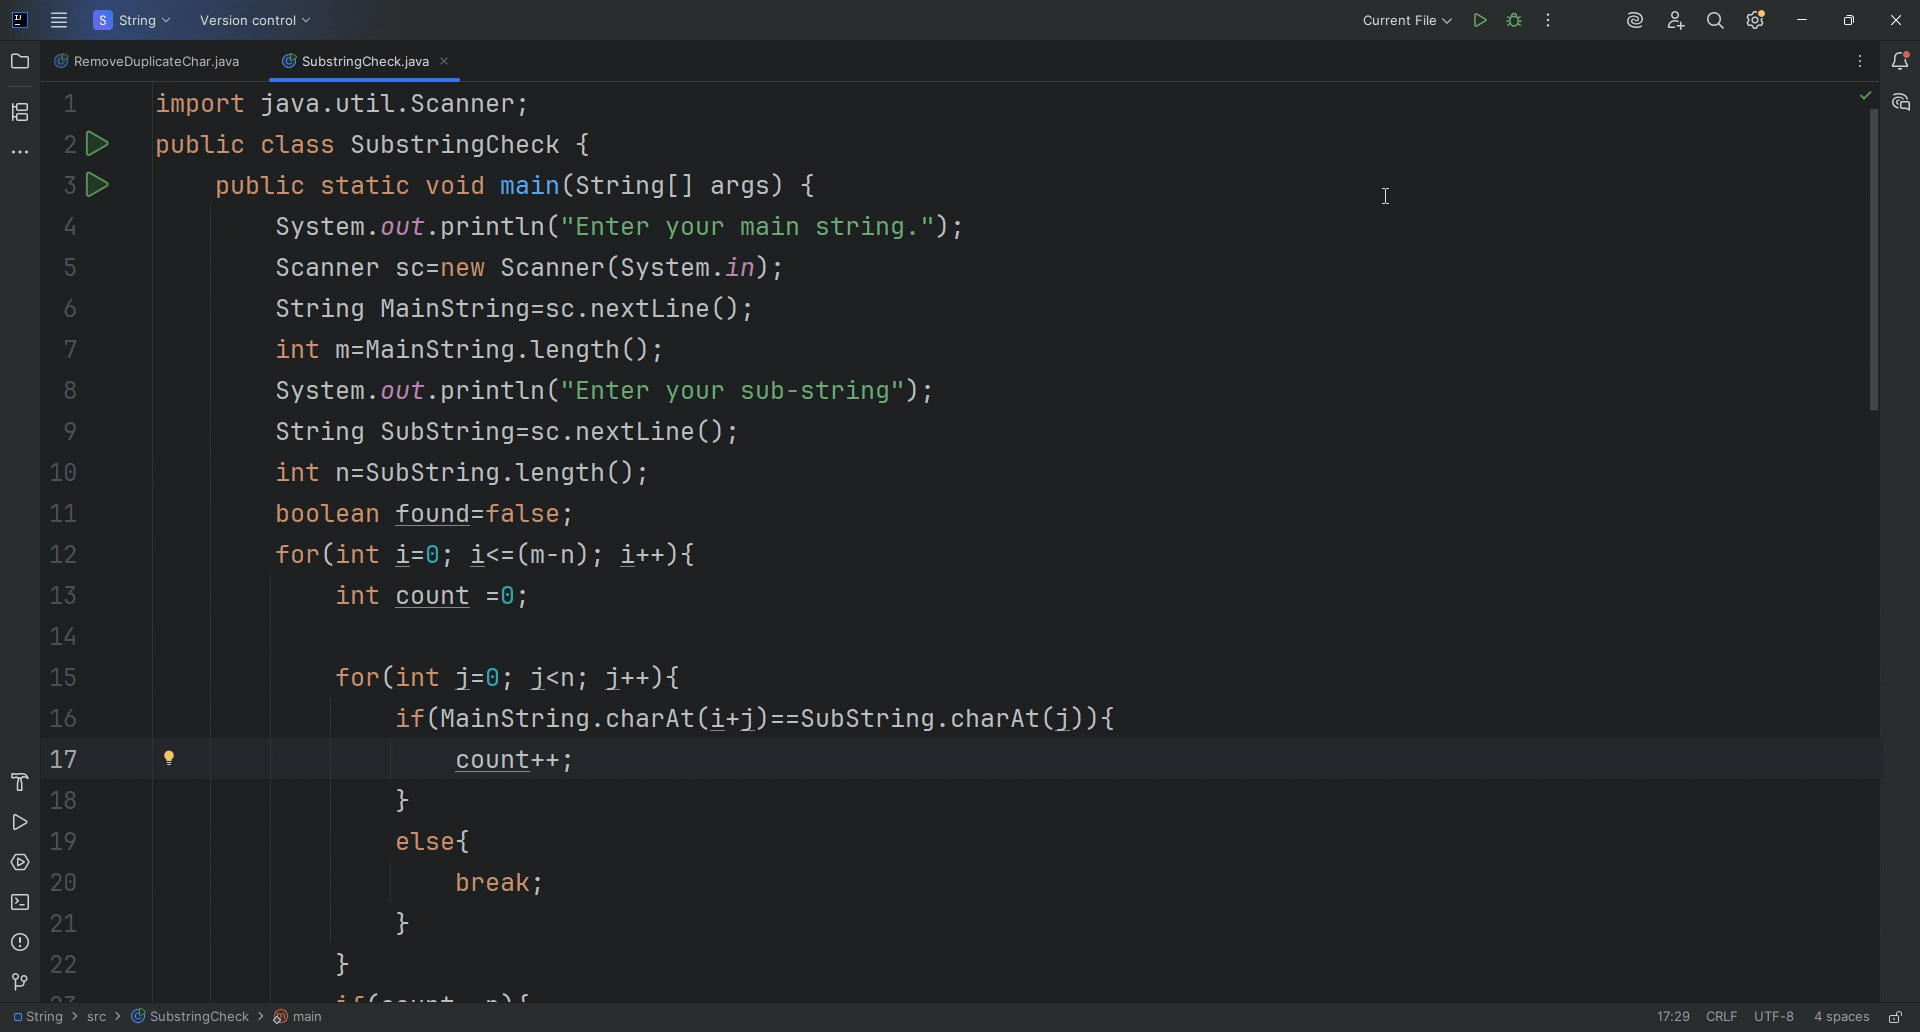 S String Version control Current File
RemoveDuplicateChar.java SubstringCheck.java
1 import java.util.Scanner;
2 public class SubstringCheck {
3 public static void main(String[] args) {
4 System.out.println("Enter your main string.");
5 Scanner sc=new Scanner(System.in);
6 String MainString=sc.nextLine();
7 int m=MainString.length();
8 System.out.println("Enter your sub-string");
9 String SubString=sc.nextLine();
10 int n=SubString.length();
11 boolean found=false;
12 for(int i=0; i<=(m-n); i++){
13 int count =0;
14
15 for(int j=0; j<n; j++){
16 if(MainString.charAt(i+j)==SubString.charAt(j)){
17 count++;
18 }
19 else{
20 break;
21 }
22 }
String > src > SubstringCheck > main 17:29 CRLF UTF-8 4 spaces